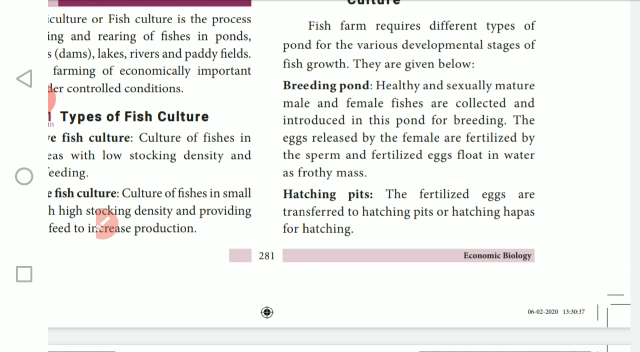 culture or Fish culture is the process
ing and rearing of fishes in ponds,
s (dams), lakes, rivers and paddy fields.
farming of economically important
der controlled conditions.
Types of Fish Culture
ve fish culture: Culture of fishes in
eas with low stocking density and
feeding.
e fish culture: Culture of fishes in small
h high stocking density and providing
feed to increase production.
Culture
Fish farm requires different types of
pond for the various developmental stages of
fish growth. They are given below:
Breeding pond: Healthy and sexually mature
male and female fishes are collected and
introduced in this pond for breeding. The
eggs released by the female are fertilized by
the sperm and fertilized eggs float in water
as frothy mass.
Hatching pits: The fertilized eggs are
transferred to hatching pits or hatching hapas
for hatching.
281
Economic Biology
06-02-2020 13:30:37